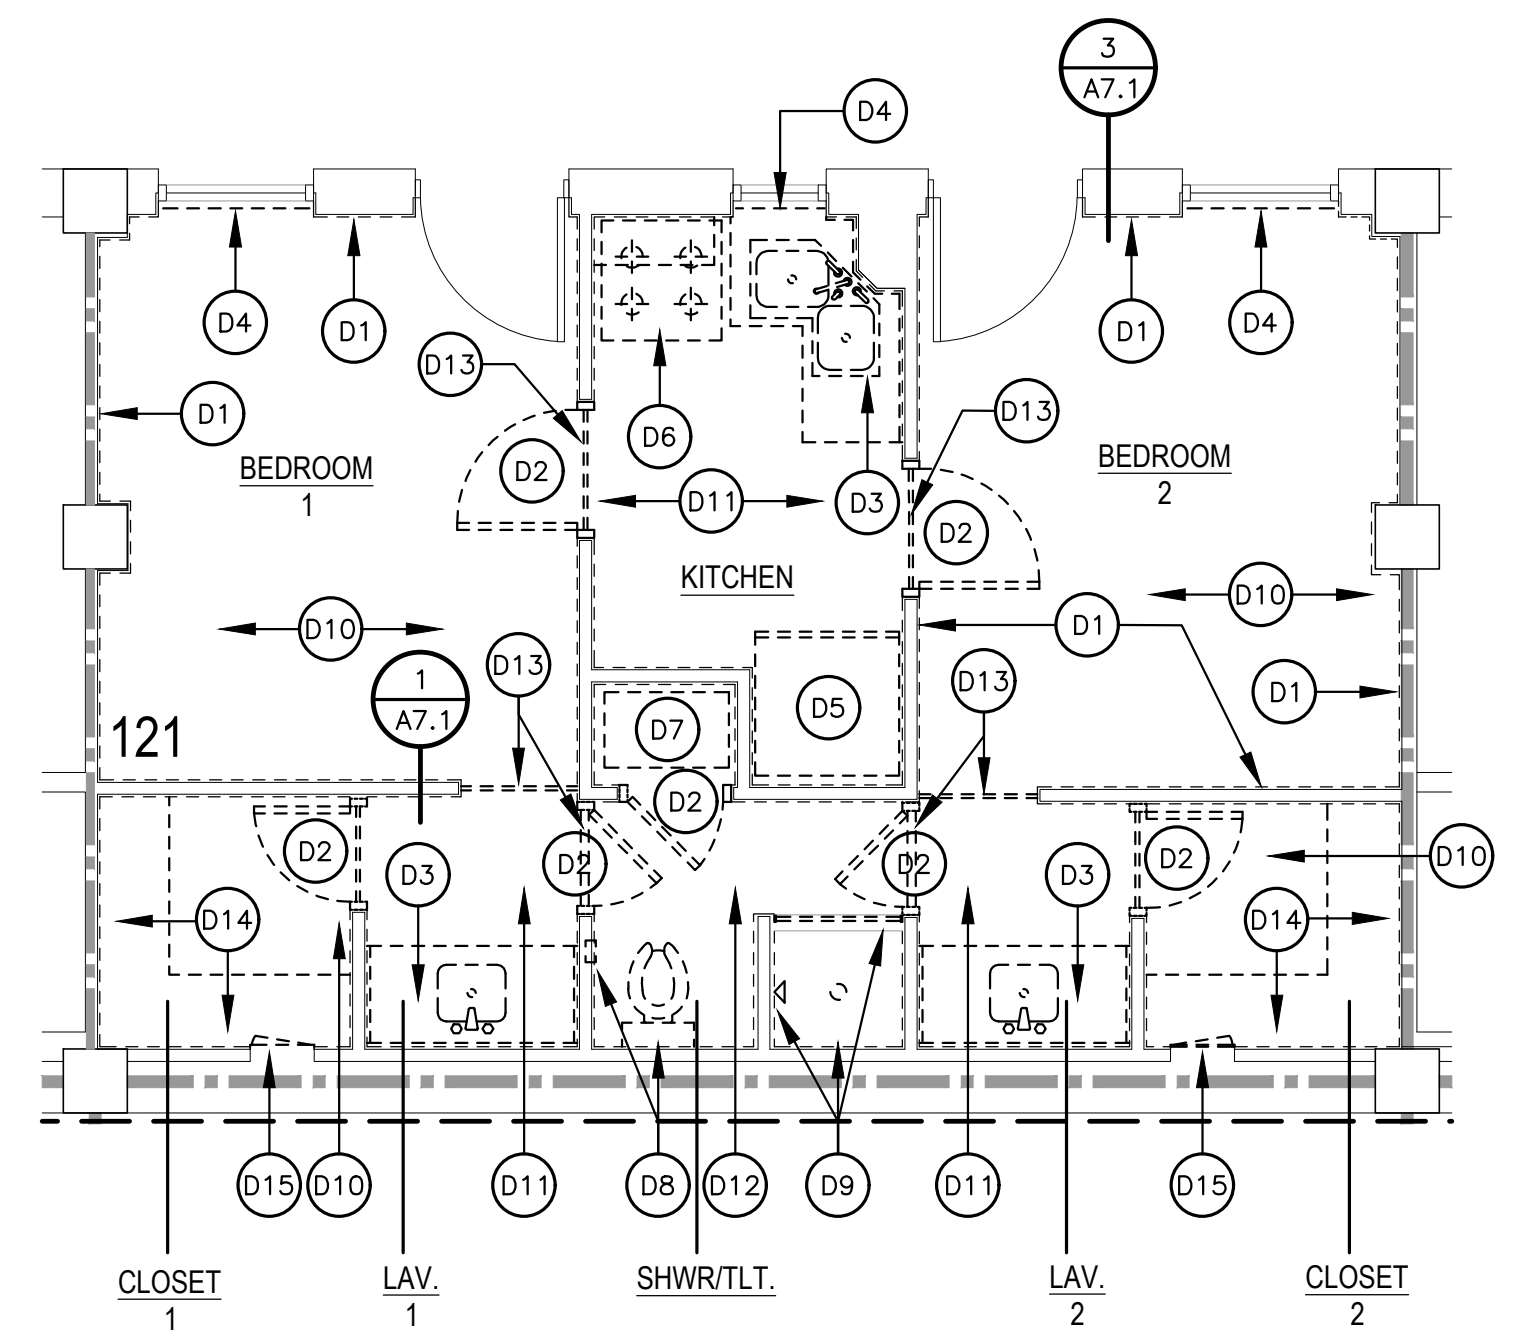 3
A7.1
D4
D4
D1
D1
D4
D13
D1
D13
D6
BEDROOM
1
D2
D11
D3
BEDROOM
2
D2
KITCHEN
D10
D10
D1
D13
D13
1
A7.1
D1
121
D7
D5
D2
D2
D2
D2
D2
D10
D3
D3
D14
D14
D15
D10
D11
D8
D12
D9
D11
D15
CLOSET
1
LAV.
1
SHWR/TLT.
LAV.
2
CLOSET
2